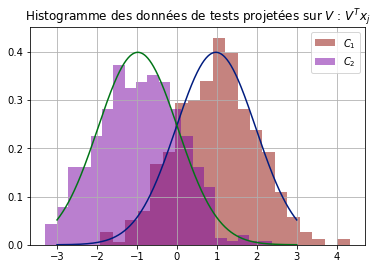 Histogramme des données de tests projetées sur V : V^T x_j
C_1
C_2
0.4
0.3
0.2
0.1
0.0
−3 −2 −1 0 1 2 3 4